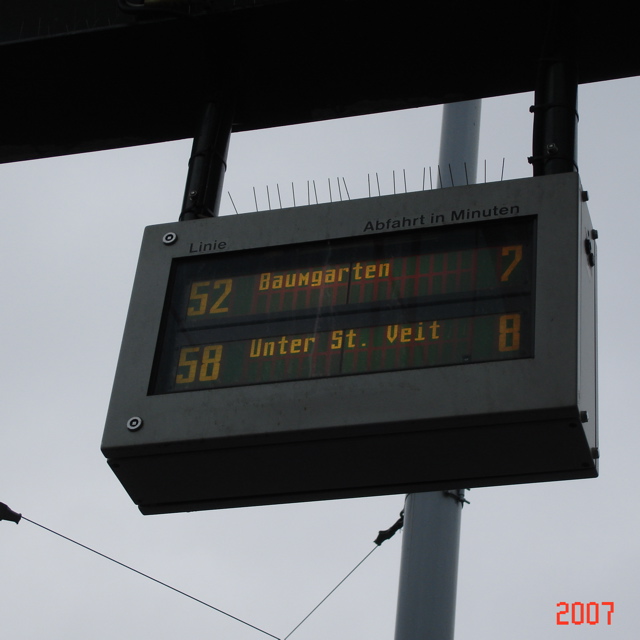 Linie Abfahrt in Minuten
52 Baumgarten 7
58 Unter St. Veit 8
2007